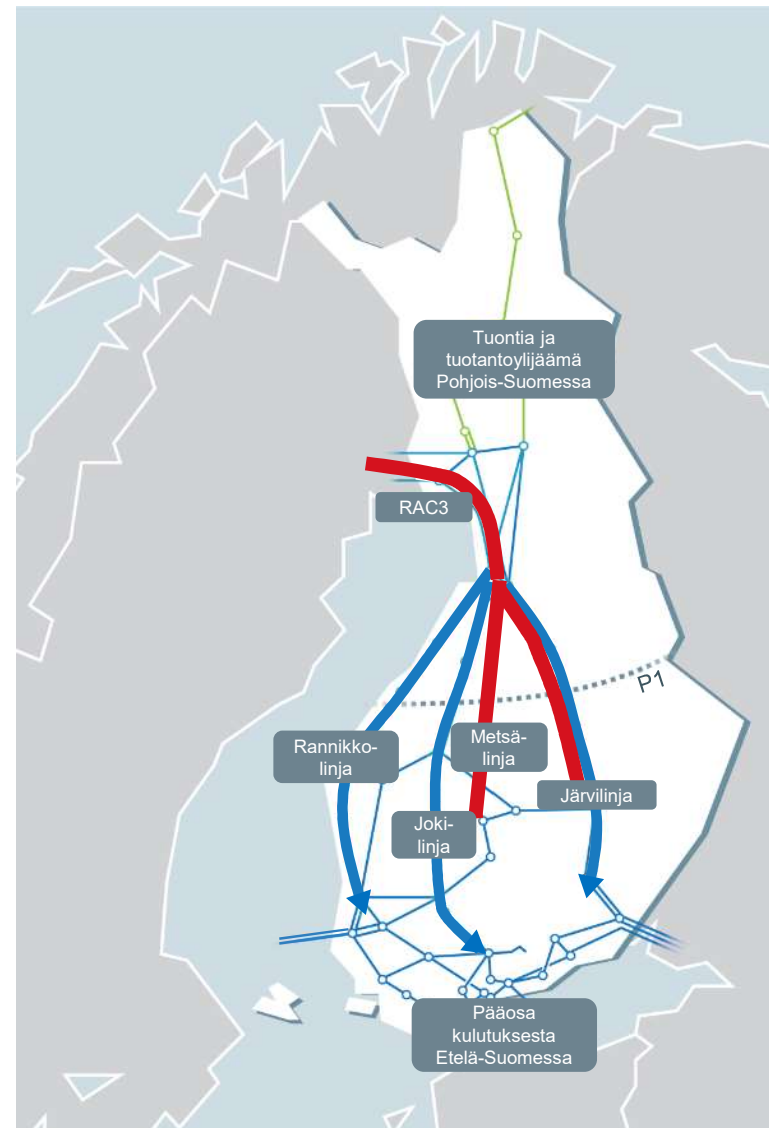 Tuontia ja
tuotantoylijäämä
Pohjois-Suomessa
RAC3
P1
Rannikko-
linja
Metsä-
linja
Järvilinja
Joki-
linja
Pääosa
kulutuksesta
Etelä-Suomessa